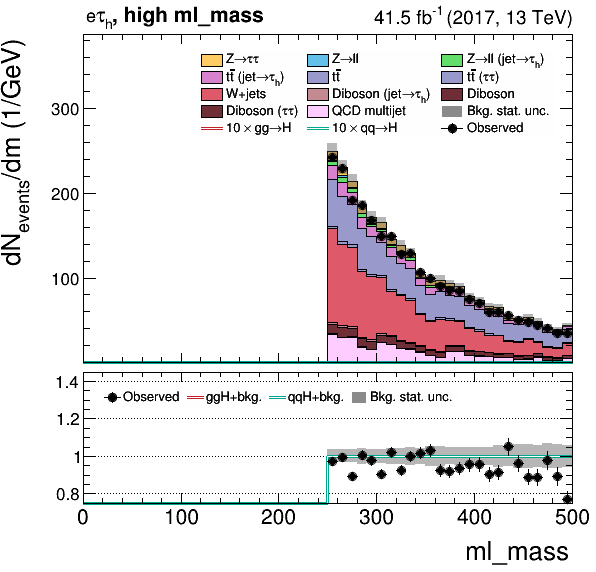 eτh, high ml_mass 41.5 fb⁻¹ (2017, 13 TeV)
dNevents/dm (1/GeV)
Z→ττ Z→ll Z→ll (jet→τh)
tt̄ (jet→τh) tt̄ tt̄ (ττ)
W+jets Diboson (jet→τh) Diboson
Diboson (ττ) QCD multijet Bkg. stat. unc.
10 × gg→H 10 × qq→H Observed
300
200
100
Observed ggH+bkg. qqH+bkg. Bkg. stat. unc.
1.4
1.2
1
0.8
0 100 200 300 400 500
ml_mass